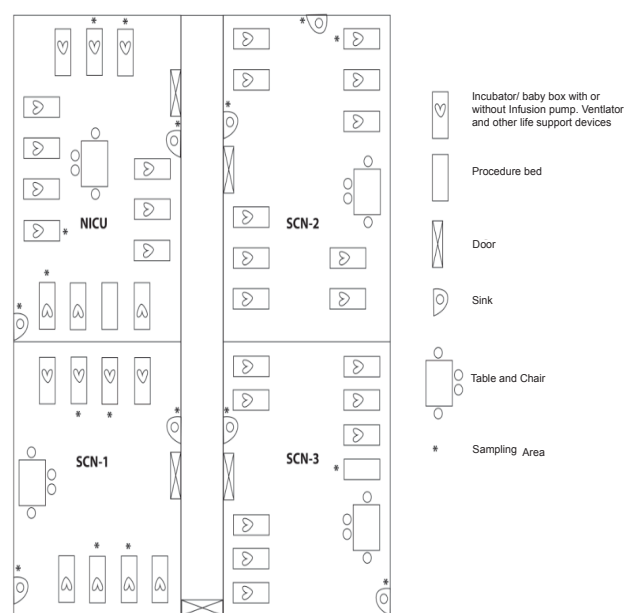 NICU
SCN-2
SCN-1
SCN-3
Incubator/ baby box with or
without Infusion pump. Ventlator
and other life support devices
Procedure bed
Door
Sink
Table and Chair
* Sampling Area